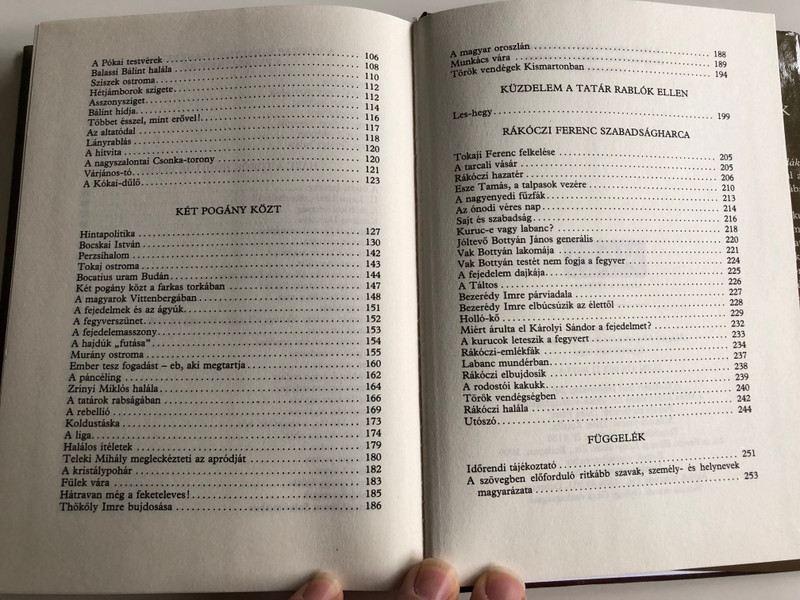 A Pókai testvérek 106
Balassi Bálint halála 108
Sziszek ostroma 110
Hétjámborok szigete 112
Asszonysziget 112
Bálint hídja 114
Többet ésszel, mint erővel! 116
Az altatódal 117
Lányrablás 118
A hitvita 120
A nagyszalontai Csonka-torony 120
Várjános-tó 121
A Kókai-dűlő 123
KÉT POGÁNY KÖZT
Hintapolitika 127
Bocskai István 130
Perzsihalom 142
Tokaj ostroma 143
Bocatius uram Budán 144
Két pogány közt a farkas torkában 147
A magyarok Vittenbergában 148
A fejedelmek és az ágyúk 151
A fegyverszünet 152
A fejedelemasszony 153
A hajdúk „futása” 154
Murány ostroma 155
Ember tesz fogadást – eb, aki megtartja 160
A páncéling 162
Zrínyi Miklós halála 164
A tatárok rabságában 166
A rebellió 169
Koldustáska 173
A liga 174
Halálos ítéletek 179
Teleki Mihály megleckézteti az apródját 180
A kristálypohár 182
Fülek vára 183
Hátravan még a feketeleves! 185
Thököly Imre bujdosása 186
A magyar oroszlán 188
Munkács vára 189
Török vendégek Kismartonban 194
KÜZDELEM A TATÁR RABLÓK ELLEN
Les-hegy 199
RÁKÓCZI FERENC SZABADSÁGHARCA
Tokaji Ferenc felkelése 205
A tarcali vásár 205
Rákóczi hazatér 206
Esze Tamás, a talpasok vezére 210
A nagyenyedi fűzfák 213
Az ónodi véres nap 214
Sajt és szabadság 216
Kuruc-e vagy labanc? 218
Jóltevő Bottyán János generális 220
Vak Bottyán lakomája 221
Vak Bottyán testét nem fogja a fegyver 224
A fejedelem dajkája 225
A Táltos 226
Bezerédy Imre párviadala 227
Bezerédy Imre elbúcsúzik az élettől 228
Holló-kő 229
Miért árulta el Károlyi Sándor a fejedelmet? 232
A kurucok leteszik a fegyvert 233
Rákóczi-emlékfák 234
Labanc mundérban 237
Rákóczi elbujdosik 238
A rodostói kakukk 239
Török vendégségben 240
Rákóczi halála 242
Utószó 244
FÜGGELÉK
Időrendi tájékoztató 251
A szövegben előforduló ritkább szavak, személy- és helynevek
magyarázata 253